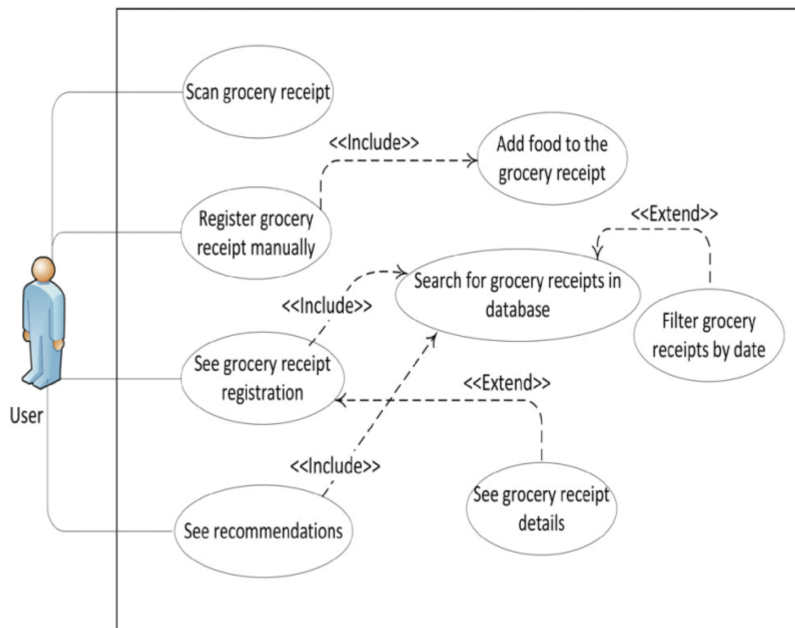 Scan grocery receipt
<<Include>>
Add food to the
grocery receipt
Register grocery
receipt manually
<<Extend>>
Search for grocery receipts in
database
<<Include>>
Filter grocery
receipts by date
See grocery receipt
registration
<<Extend>>
User
<<Include>>
See grocery receipt
details
See recommendations